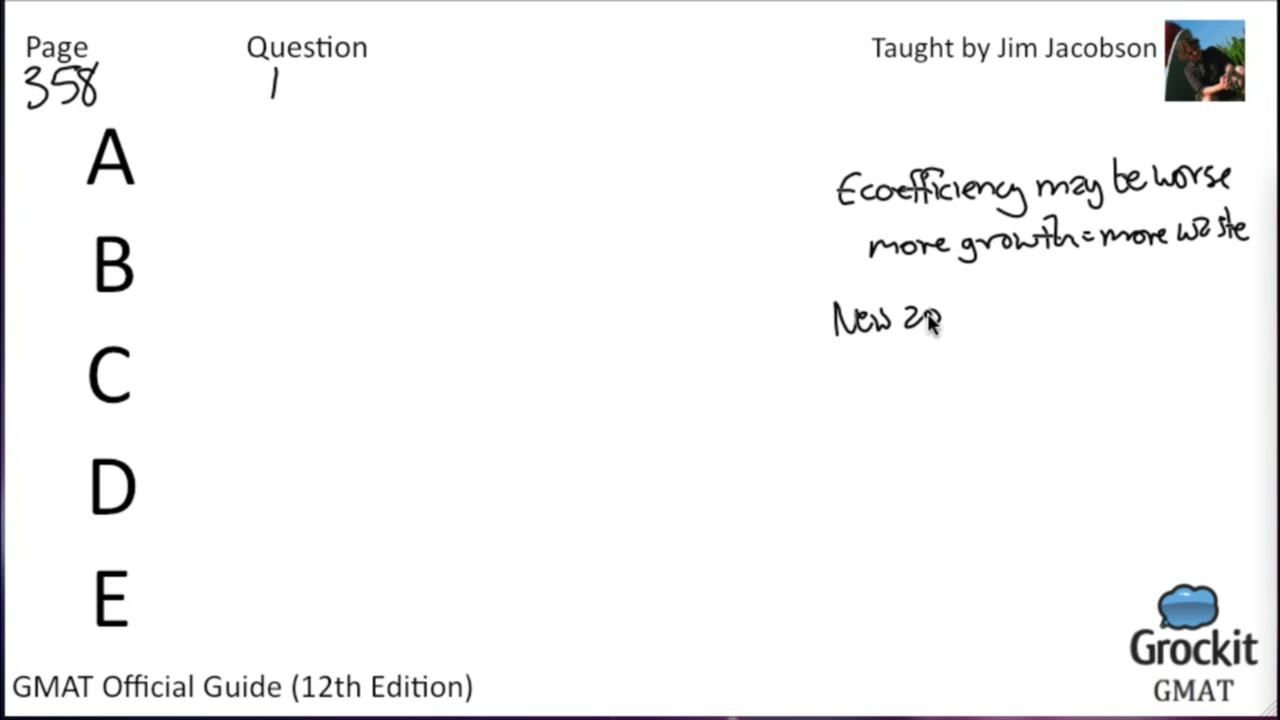 Page
Question
Taught by Jim Jacobson
358
1
A
Ecoefficiency may be worse
more growth = more waste
B
New
C
D
E
Grockit
GMAT
GMAT Official Guide (12th Edition)